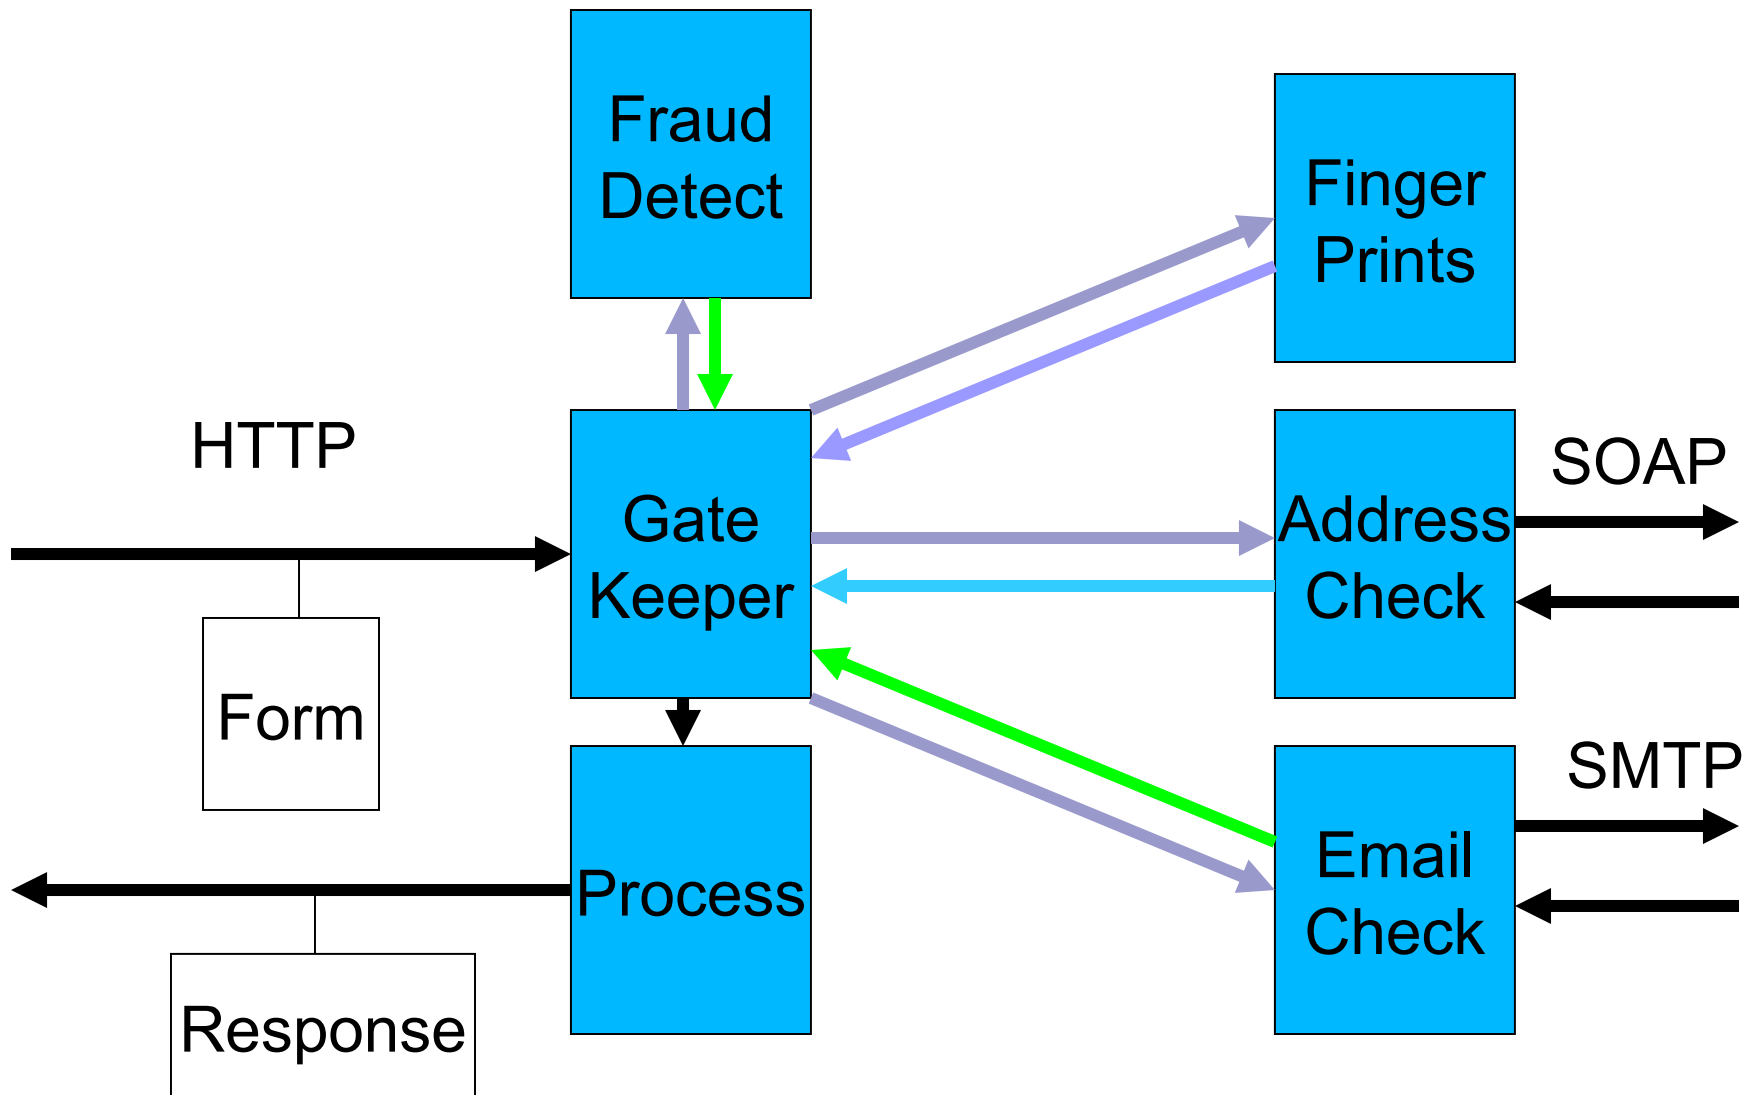 Fraud
Detect
Finger
Prints
HTTP
Gate
Keeper
Address
Check
SOAP
Form
Process
Email
Check
SMTP
Response